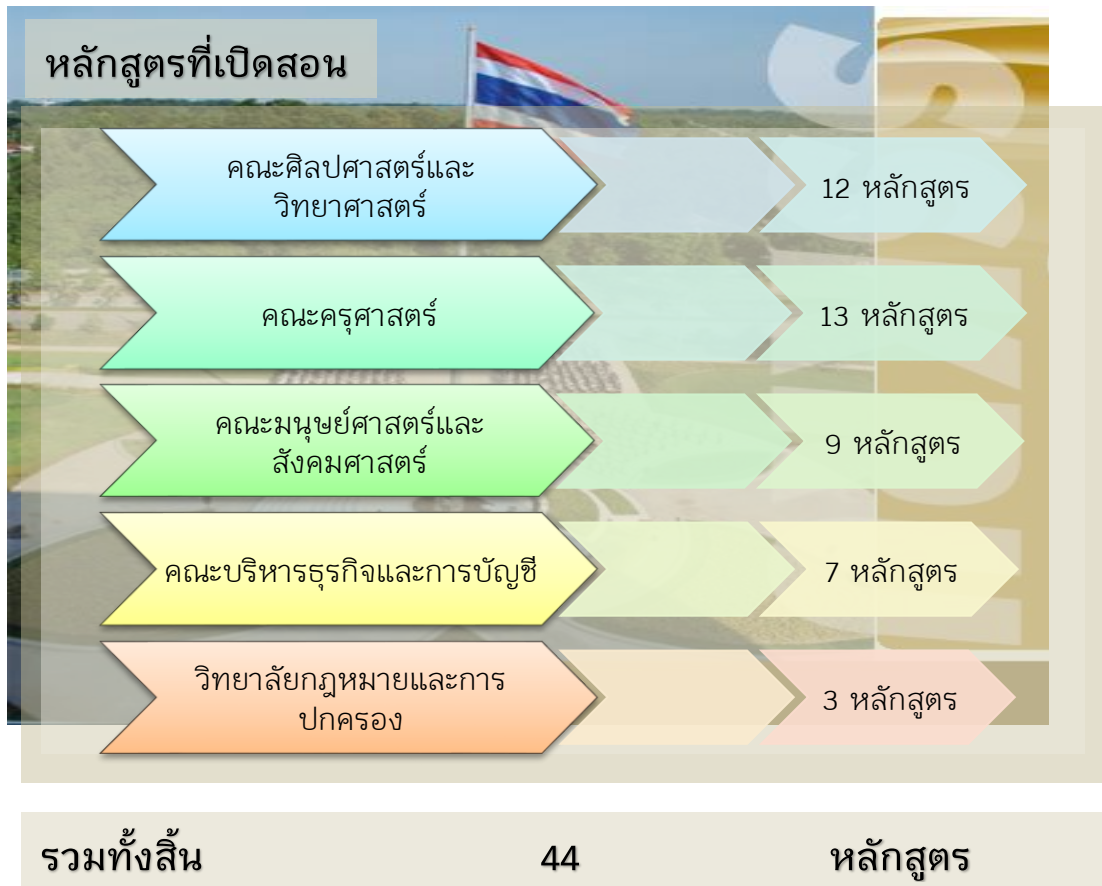 หลักสูตรที่เปิดสอน
คณะศิลปศาสตร์และ
วิทยาศาสตร์
12 หลักสูตร
คณะครุศาสตร์
13 หลักสูตร
คณะมนุษย์ศาสตร์และ
สังคมศาสตร์
9 หลักสูตร
คณะบริหารธุรกิจและการบัญชี
7 หลักสูตร
วิทยาลัยกฎหมายและการ
ปกครอง
3 หลักสูตร
รวมทั้งสิ้น 44 หลักสูตร